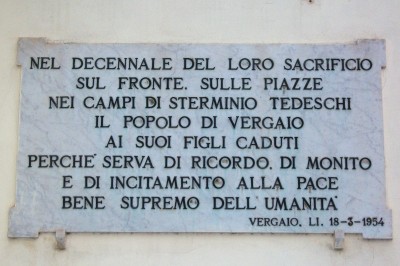 NEL DECENNALE DEL LORO SACRIFICIO
SUL FRONTE. SULLE PIAZZE
NEI CAMPI DI STERMINIO TEDESCHI
IL POPOLO DI VERGAIO
AI SUOI FIGLI CADUTI
PERCHE' SERVA DI RICORDO. DI MONITO
E DI INCITAMENTO ALLA PACE
BENE SUPREMO DELL'UMANITA'
VERGAIO. LI. 18-3-1954